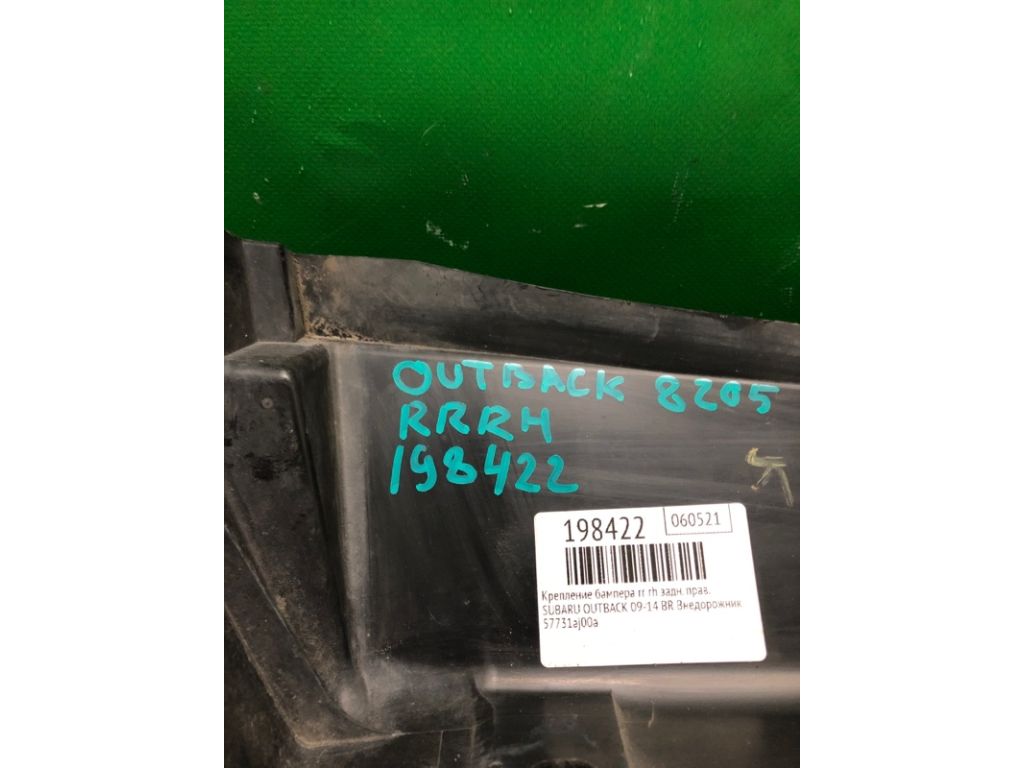 OUTBACK 8205
RRRH
198422
198422 060521
Крепление бампера rr rh задн. прав.
SUBARU OUTBACK 09-14 BR Внедорожник
57731aj00a